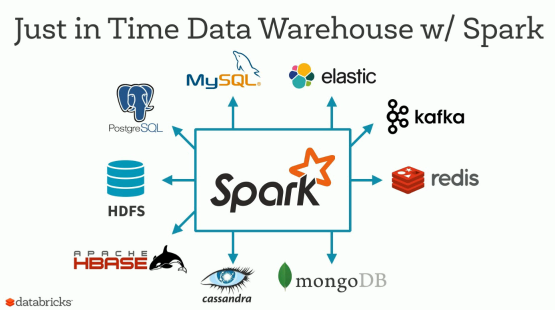 Just in Time Data Warehouse w/ Spark
MySQL
elastic
PostgreSQL
kafka
Spark
HDFS
redis
APACHE
HBASE
cassandra
mongoDB
databricks